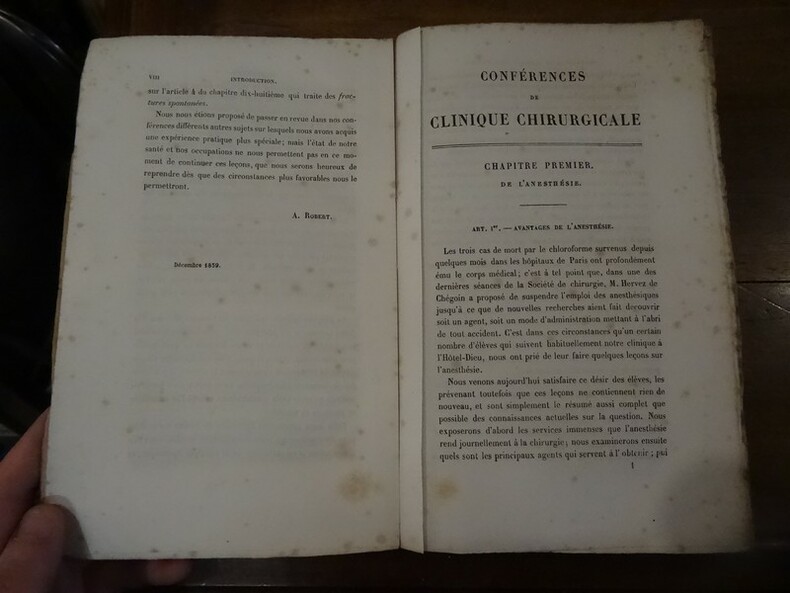 VIII INTRODUCTION.
sur l'article 4 du chapitre dix-huitième qui traite des frac-
tures spontanées.
Nous nous étions proposé de passer en revue dans nos con-
férences différents autres sujets sur lesquels nous avons acquis
une expérience pratique plus spéciale; mais l'état de notre
santé et nos occupations ne nous permettent pas en ce mo-
ment de continuer ces leçons, que nous serons heureux de
reprendre dès que des circonstances plus favorables nous le
permettront.
A. ROBERT.
Décembre 1859.
CONFÉRENCES
DE
CLINIQUE CHIRURGICALE
CHAPITRE PREMIER.
DE L'ANESTHÉSIE.
ART. 1er. — AVANTAGES DE L'ANESTHÉSIE.
Les trois cas de mort par le chloroforme survenus depuis
quelques mois dans les hôpitaux de Paris ont profondément
ému le corps médical; c'est à tel point que, dans une des
dernières séances de la Société de chirurgie, M. Hervez de
Chégoin a proposé de suspendre l'emploi des anesthésiques
jusqu'à ce que de nouvelles recherches aient fait découvrir
soit un agent, soit un mode d'administration mettant à l'abri
de tout accident. C'est dans ces circonstances qu'un certain
nombre d'élèves qui suivent habituellement notre clinique à
l'Hôtel-Dieu, nous ont prié de leur faire quelques leçons sur
l'anesthésie.
Nous venons aujourd'hui satisfaire ce désir des élèves, les
prévenant toutefois que ces leçons ne contiennent rien de
nouveau, et sont simplement le résumé aussi complet que
possible des connaissances actuelles sur la question. Nous
exposerons d'abord les services immenses que l'anesthésie
rend journellement à la chirurgie; nous examinerons ensuite
quels sont les principaux agents qui servent à l'obtenir; pui
1